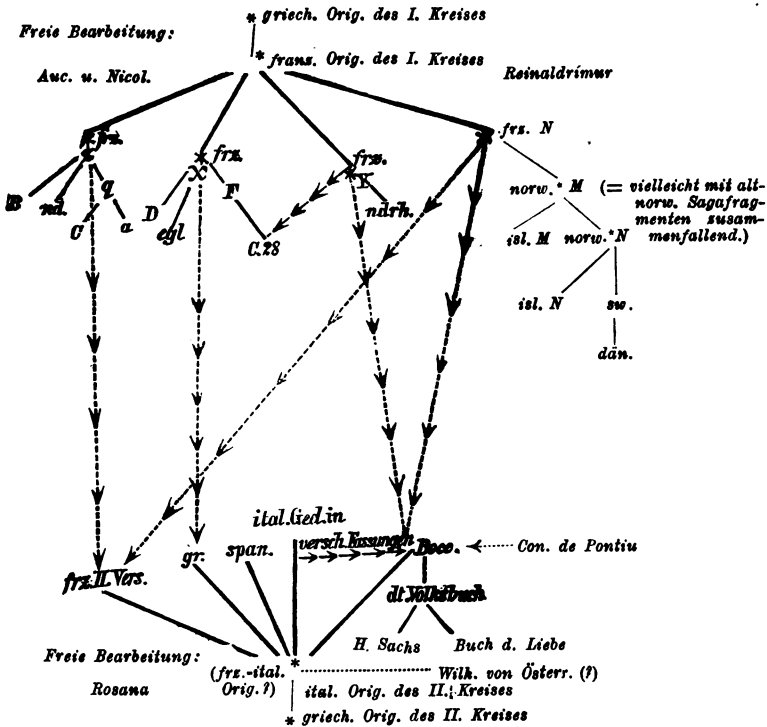 * griech. Orig. des I. Kreises
Freie Bearbeitung:
* franz. Orig. des I. Kreises
Auc. u. Nicol.
Reinaldrímur
frz.
* frz. N
* frz.
X
* frz.
Y
B
nd.
q
C
a
D
egl
F
C.28
ndrh.
norw. * M (= vielleicht mit alt-
norw. Sagafrag-
menten zusam-
menfallend.)
isl. M norw.*N
isl. N
sw.
dän.
ital.Ged.in
versch.Fassungen
frz.II.Vers.
gr.
span.
Bocc.
Con. de Pontiu
dt.Volksbuch
H. Sachs
Buch d. Liebe
Freie Bearbeitung:
Rosana
(frz.-ital.
Orig.?)
*
Wilh. von Österr. (?)
ital. Orig. des II. Kreises
* griech. Orig. des II. Kreises